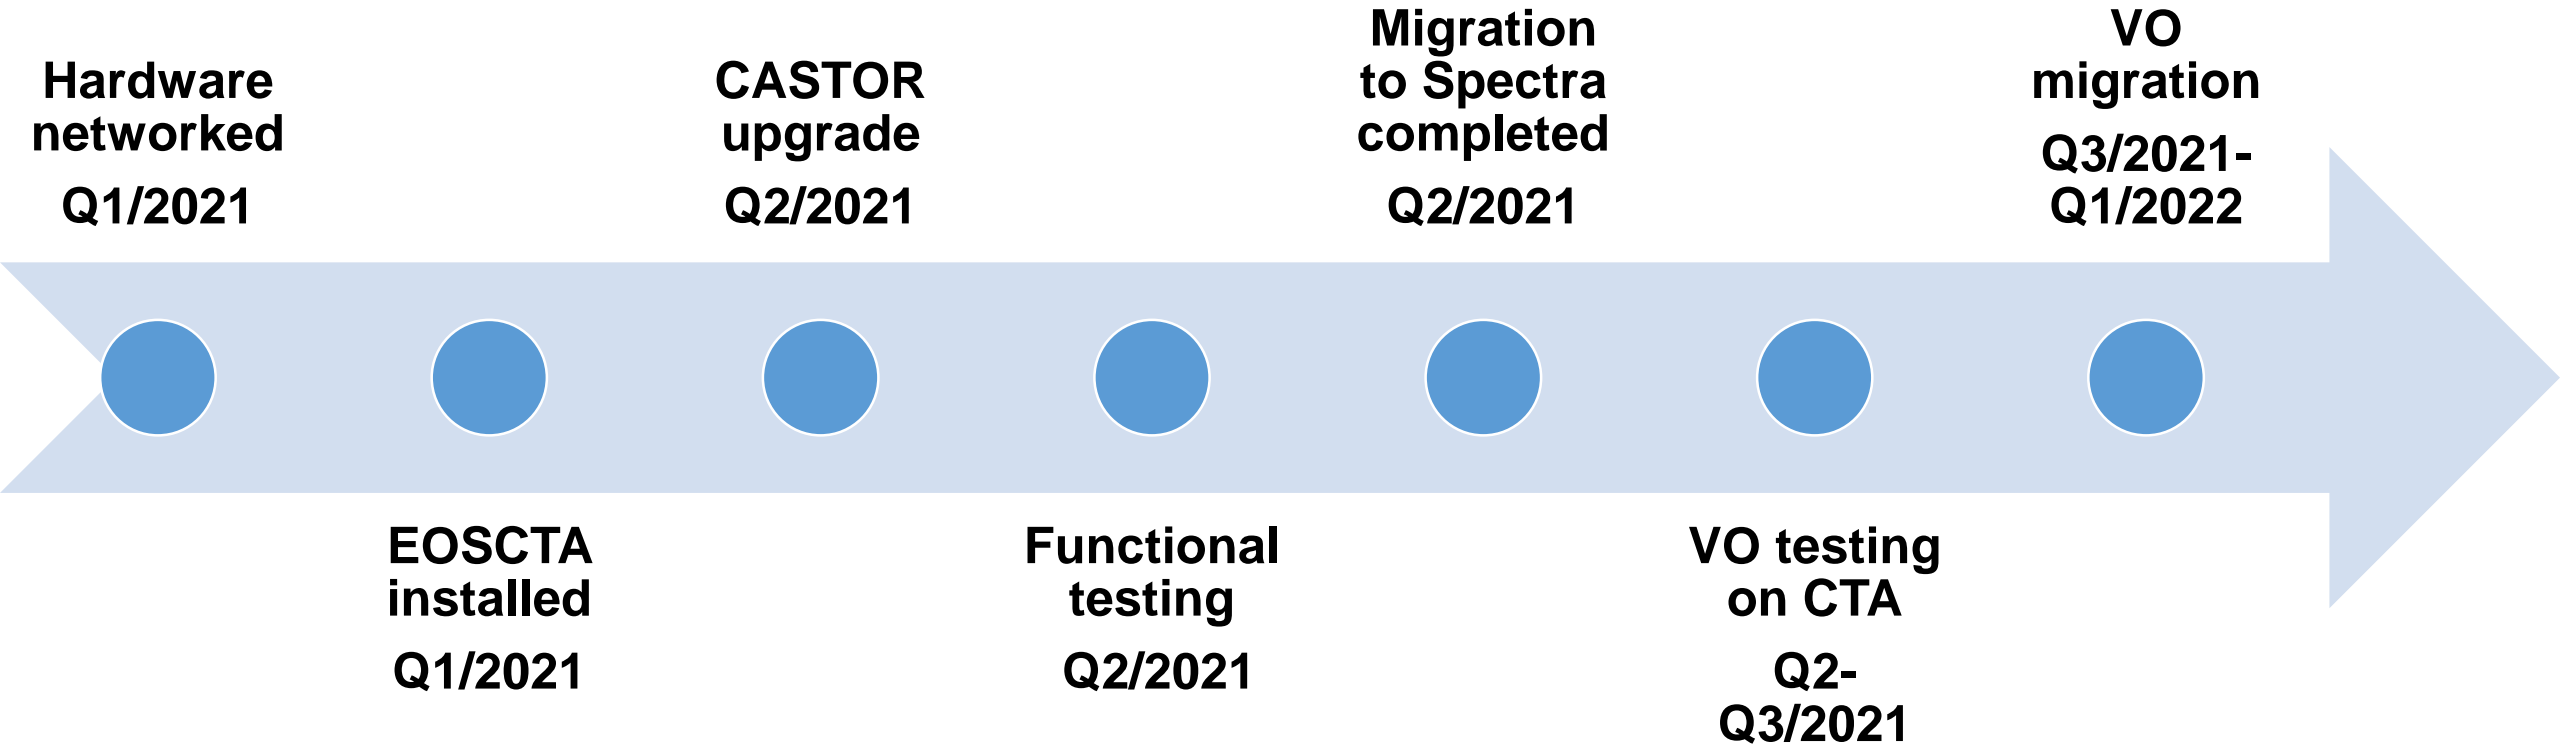 Hardware
networked
Q1/2021
EOSCTA
installed
Q1/2021
CASTOR
upgrade
Q2/2021
Functional
testing
Q2/2021
Migration
to Spectra
completed
Q2/2021
VO testing
on CTA
Q2-
Q3/2021
VO
migration
Q3/2021-
Q1/2022